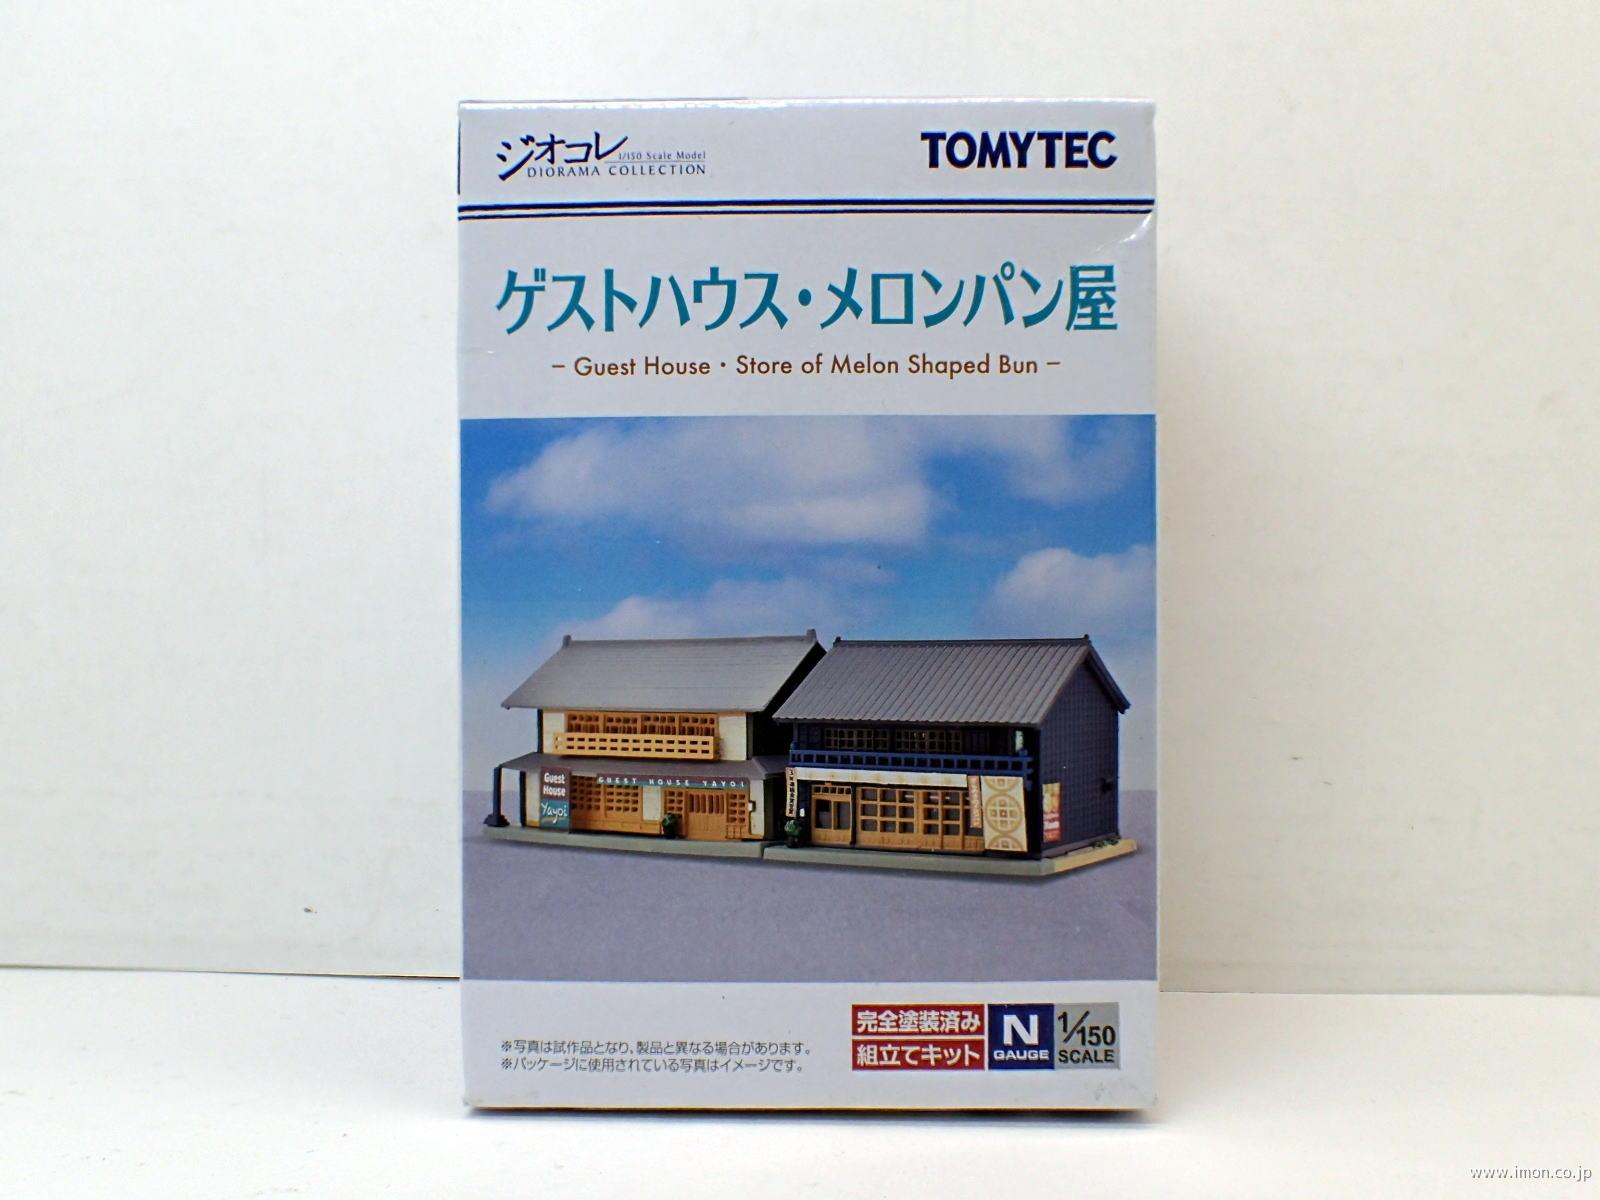 ジオコレ
1/150 Scale Model
DIORAMA COLLECTION
TOMYTEC
ゲストハウス・メロンパン屋
– Guest House・Store of Melon Shaped Bun –
Guest House
Yayoi
GUEST HOUSE YAYOI
※写真は試作品となり、製品と異なる場合があります。
※パッケージに使用されている写真はイメージです。
完全塗装済み
組立てキット
N
GAUGE
1/150
SCALE
www.imon.co.jp